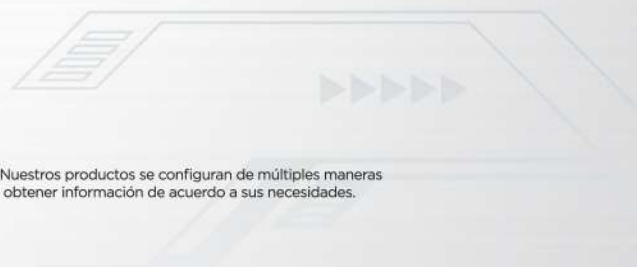 Nuestros productos se configuran de múltiples maneras
obtener información de acuerdo a sus necesidades.